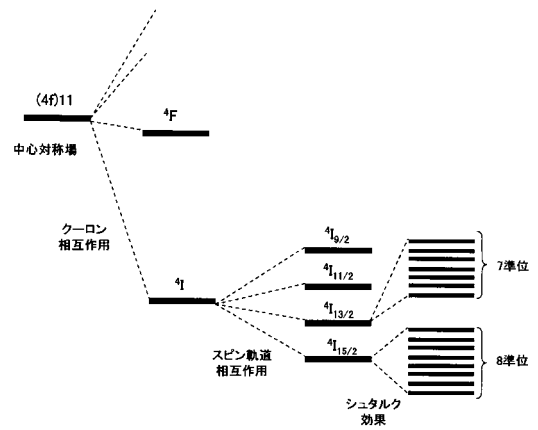 (4f)11
中心対称場
⁴F
クーロン
相互作用
⁴I
スピン軌道
相互作用
⁴I₉/₂
⁴I₁₁/₂
⁴I₁₃/₂
⁴I₁₅/₂
シュタルク
効果
7準位
8準位